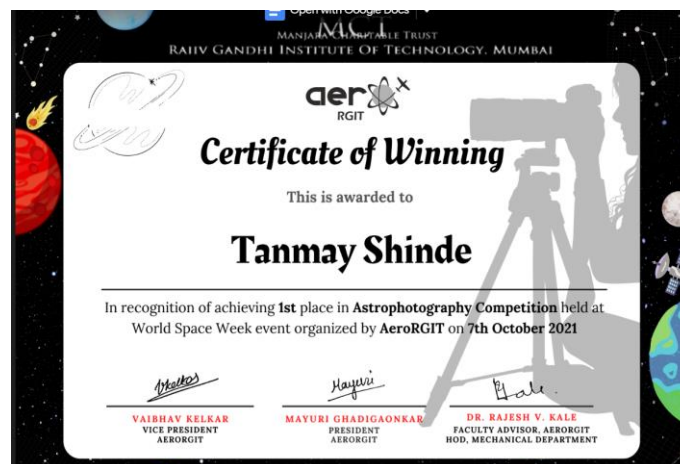 Open with Google Docs
MCT
MANJARA CHARITABLE TRUST
RAJIV GANDHI INSTITUTE OF TECHNOLOGY, MUMBAI
aer
RGIT
Certificate of Winning
This is awarded to
Tanmay Shinde
In recognition of achieving 1st place in Astrophotography Competition held at
World Space Week event organized by AeroRGIT on 7th October 2021
VKelkar
Mayuri
Kale.
VAIBHAV KELKAR
VICE PRESIDENT
AERORGIT
MAYURI GHADIGAONKAR
PRESIDENT
AERORGIT
DR. RAJESH V. KALE
FACULTY ADVISOR, AERORGIT
HOD, MECHANICAL DEPARTMENT